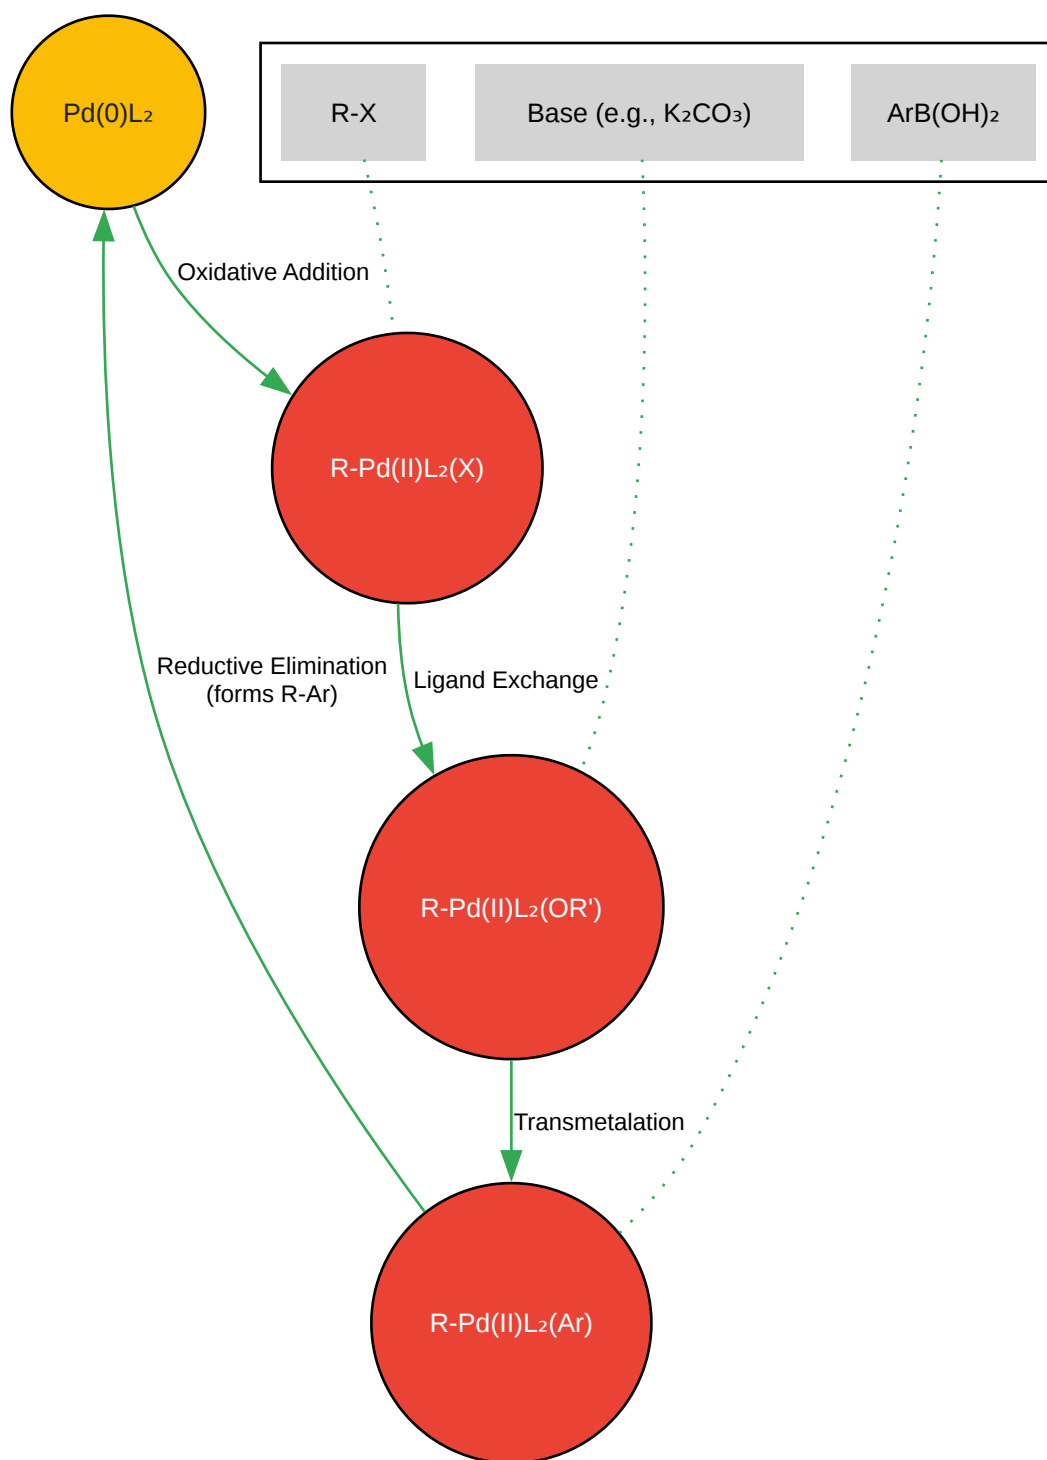 Pd(0)L₂
R-X
Base (e.g., K₂CO₃)
ArB(OH)₂
Oxidative Addition
R-Pd(II)L₂(X)
Reductive Elimination
(forms R-Ar)
Ligand Exchange
R-Pd(II)L₂(OR')
Transmetalation
R-Pd(II)L₂(Ar)